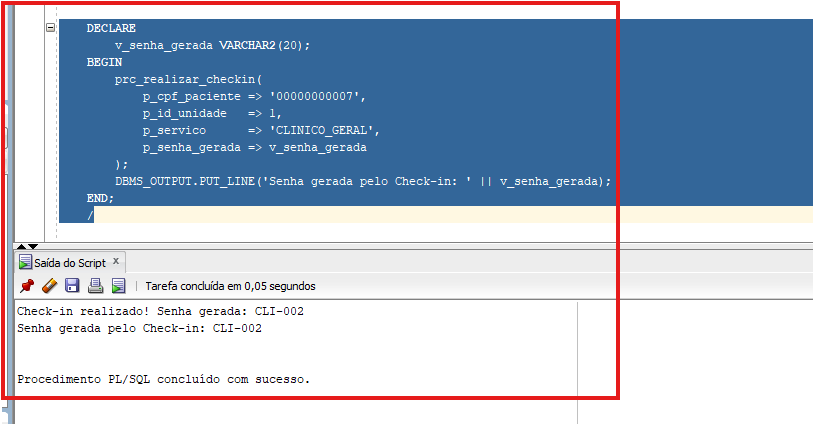 DECLARE
    v_senha_gerada VARCHAR2(20);
BEGIN
    prc_realizar_checkin(
        p_cpf_paciente => '00000000007',
        p_id_unidade   => 1,
        p_servico      => 'CLINICO_GERAL',
        p_senha_gerada => v_senha_gerada
    );
    DBMS_OUTPUT.PUT_LINE('Senha gerada pelo Check-in: ' || v_senha_gerada);
END;
/
Saída do Script x
Tarefa concluída em 0,05 segundos
Check-in realizado! Senha gerada: CLI-002
Senha gerada pelo Check-in: CLI-002
Procedimento PL/SQL concluído com sucesso.